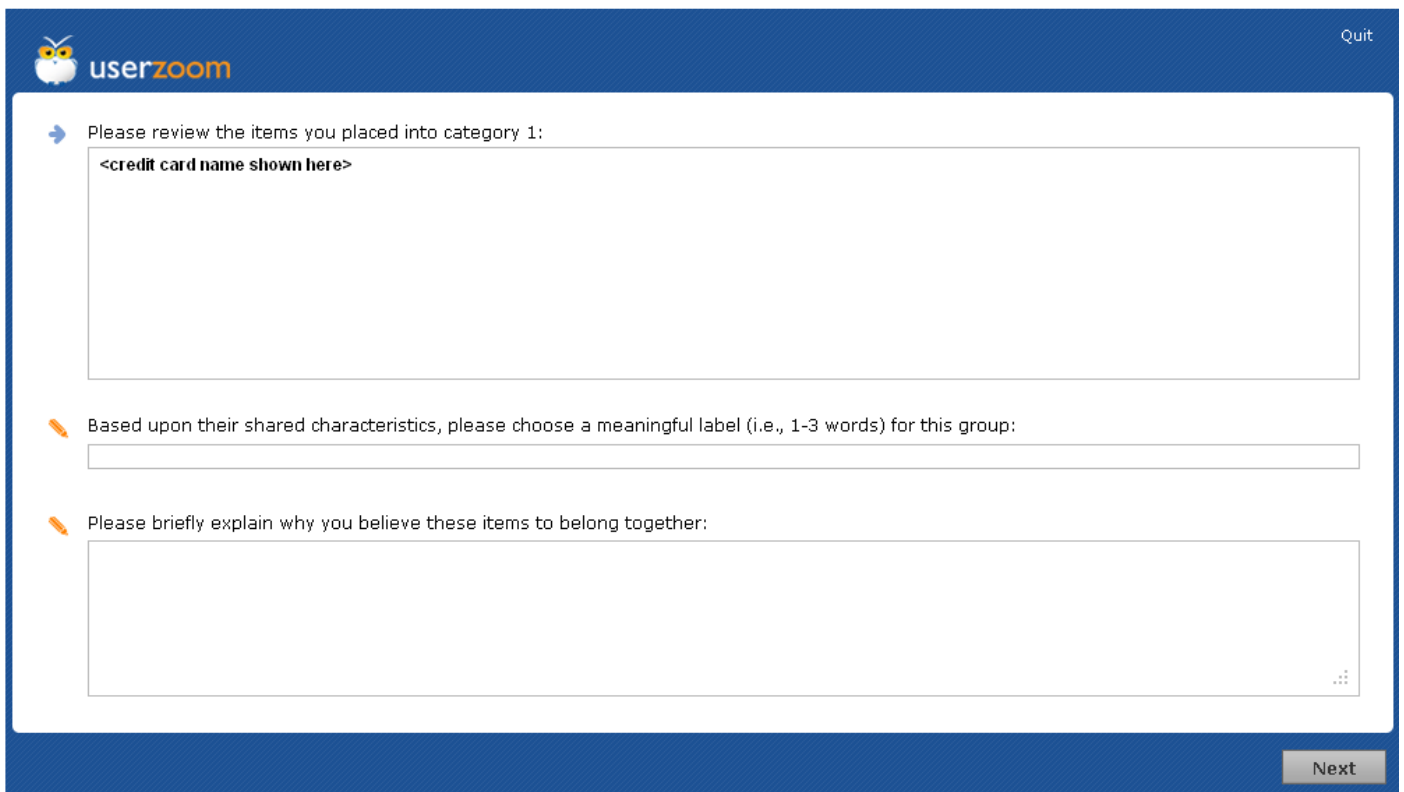 Quit
userzoom
Please review the items you placed into category 1:
<credit card name shown here>
Based upon their shared characteristics, please choose a meaningful label (i.e., 1-3 words) for this group:
Please briefly explain why you believe these items to belong together:
Next